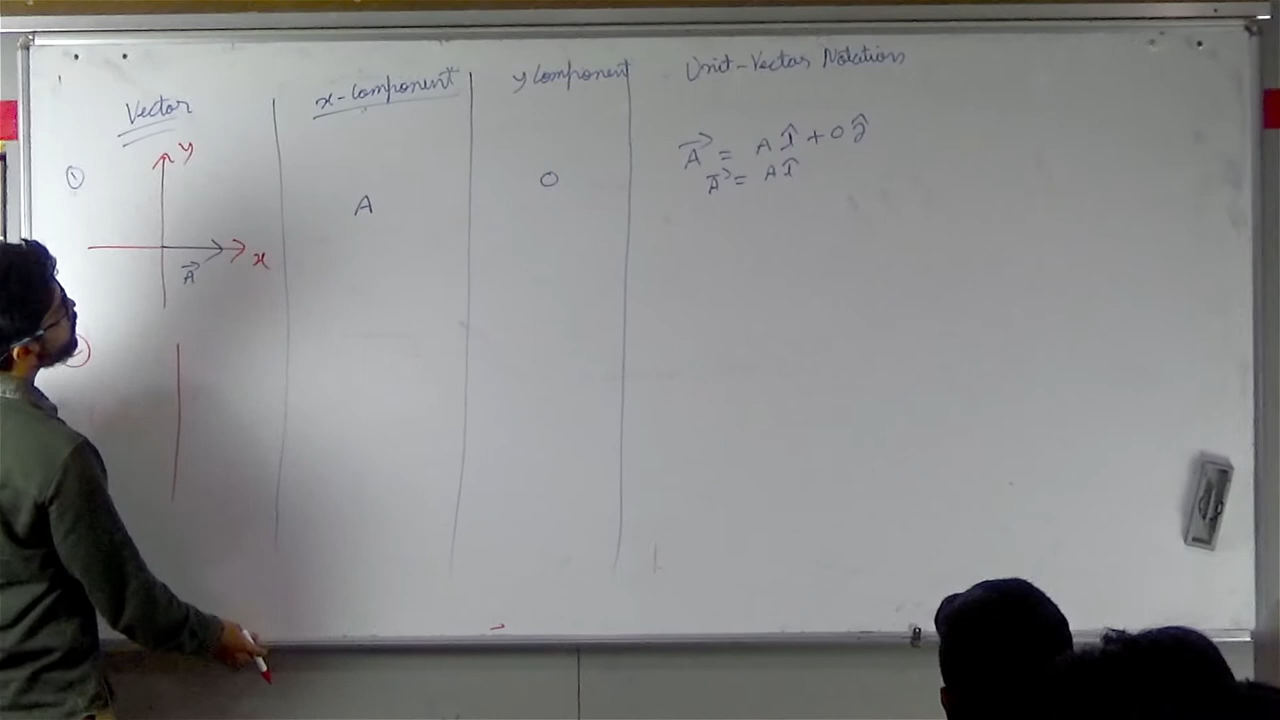 Vector
x-component
y component
Unit-Vector Notation
①
y
x
A⃗
A
0
A⃗ = A î + 0 ĵ
A⃗ = A î